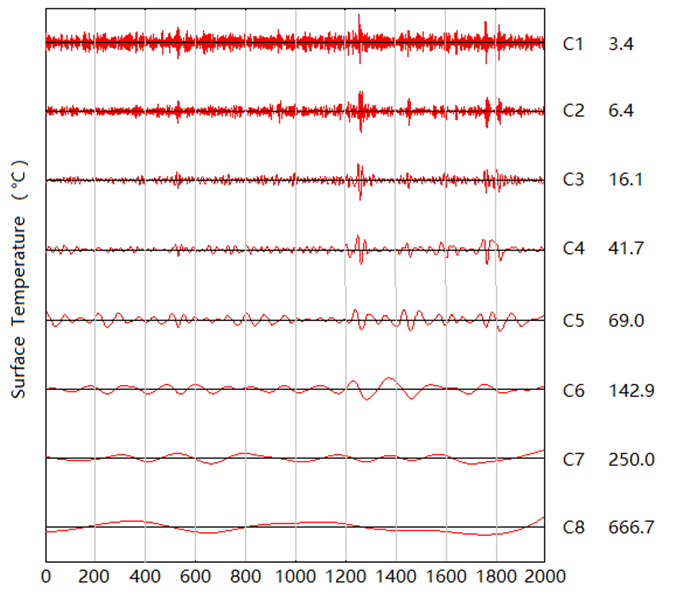 C1 3.4
C2 6.4
C3 16.1
C4 41.7
C5 69.0
C6 142.9
C7 250.0
C8 666.7
Surface Temperature (℃)
0 200 400 600 800 1000 1200 1400 1600 1800 2000